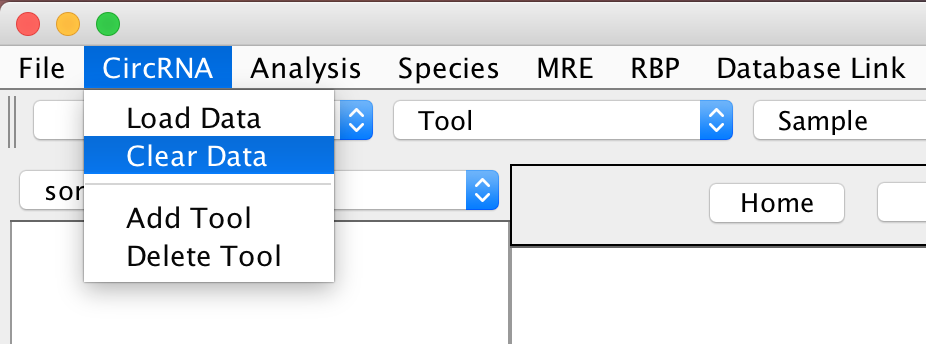 File CircRNA Analysis Species MRE RBP Database Link
Load Data
Tool
Sample
Clear Data
Add Tool
Home
Delete Tool